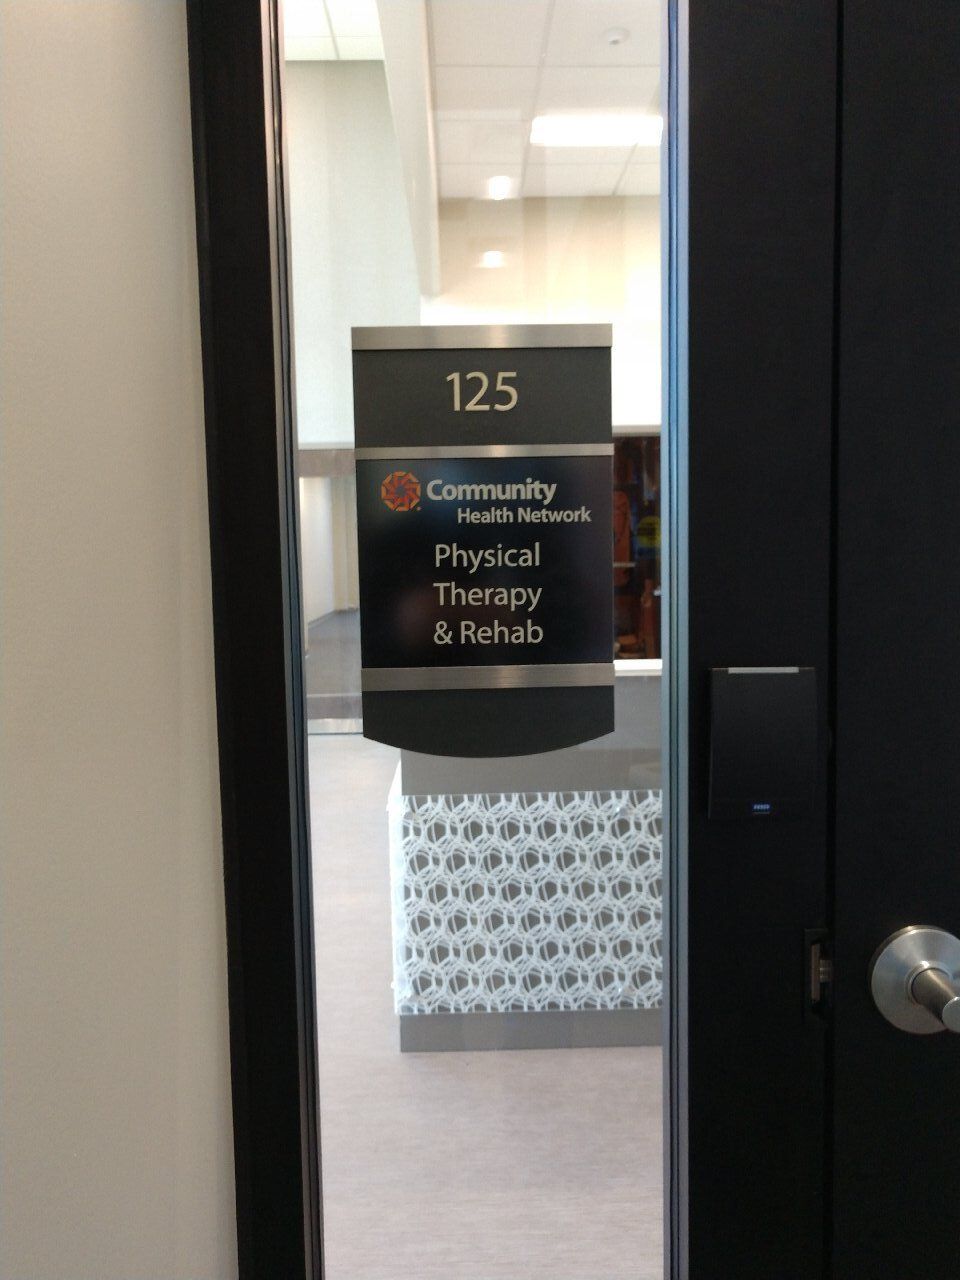 125
Community
Health Network
Physical
Therapy
& Rehab